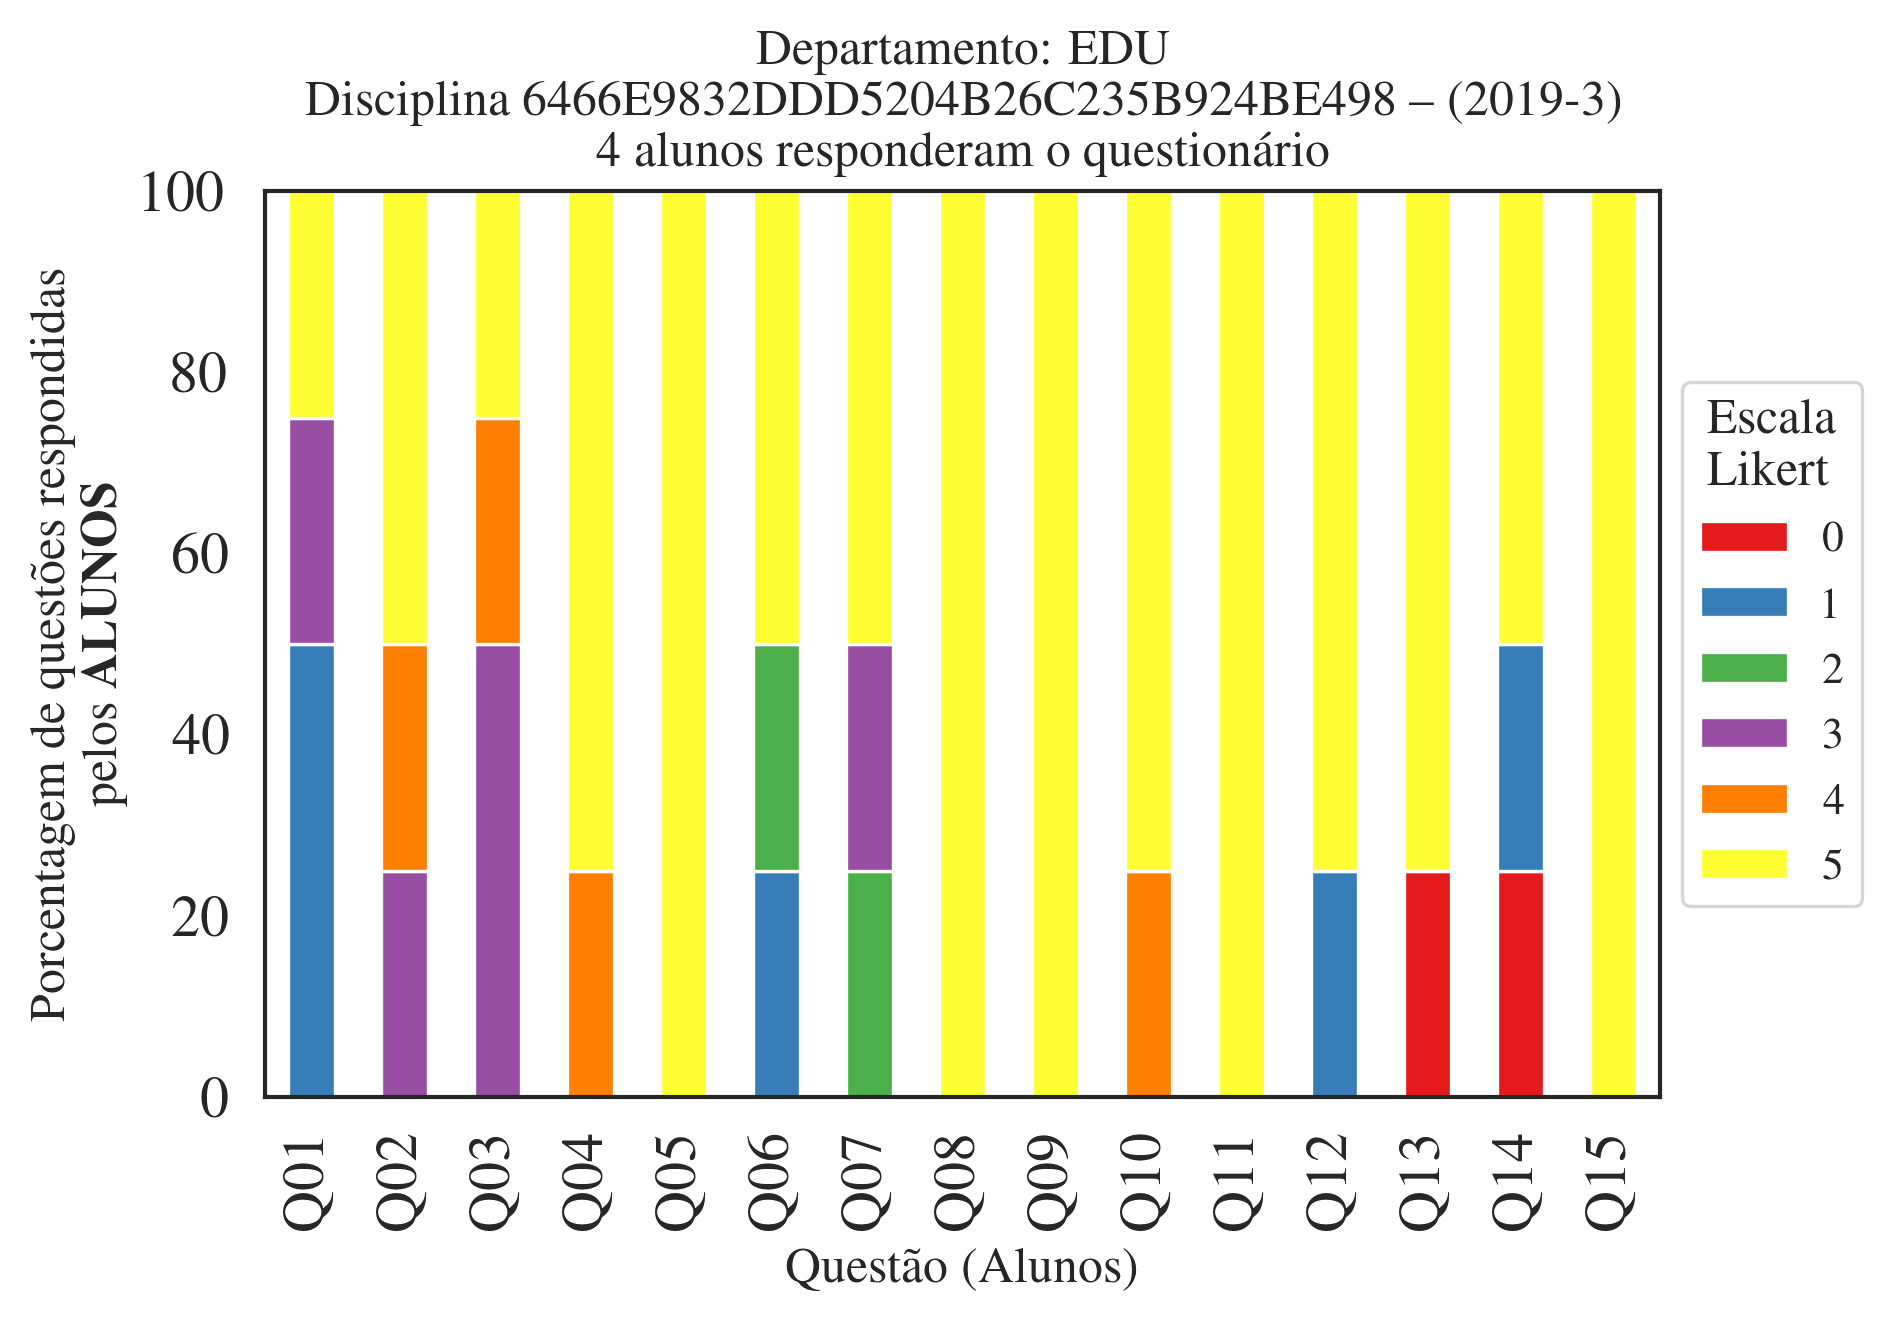 Departamento: EDU
Disciplina 6466E9832DDD5204B26C235B924BE498 – (2019-3)
4 alunos responderam o questionário
Porcentagem de questões respondidas
pelos ALUNOS
100
80
60
40
20
0
Q01
Q02
Q03
Q04
Q05
Q06
Q07
Q08
Q09
Q10
Q11
Q12
Q13
Q14
Q15
Questão (Alunos)
Escala
Likert
0
1
2
3
4
5